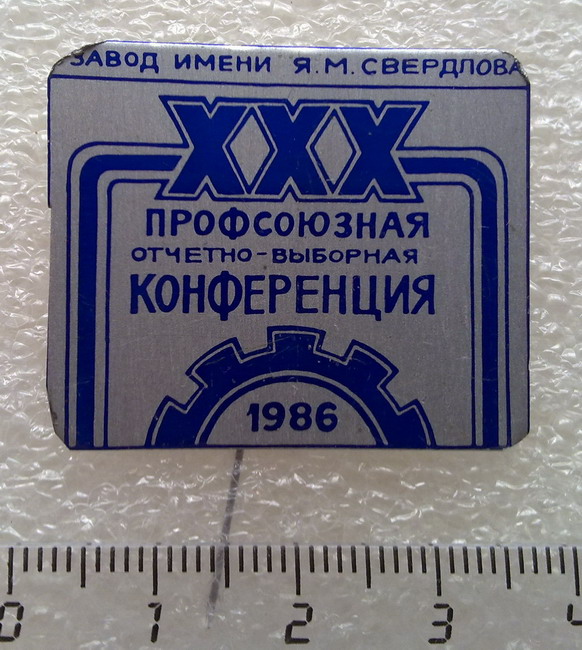 ЗАВОД ИМЕНИ Я.М.СВЕРДЛОВА
XXX
ПРОФСОЮЗНАЯ
ОТЧЕТНО-ВЫБОРНАЯ
КОНФЕРЕНЦИЯ
1986
0 1 2 3 4